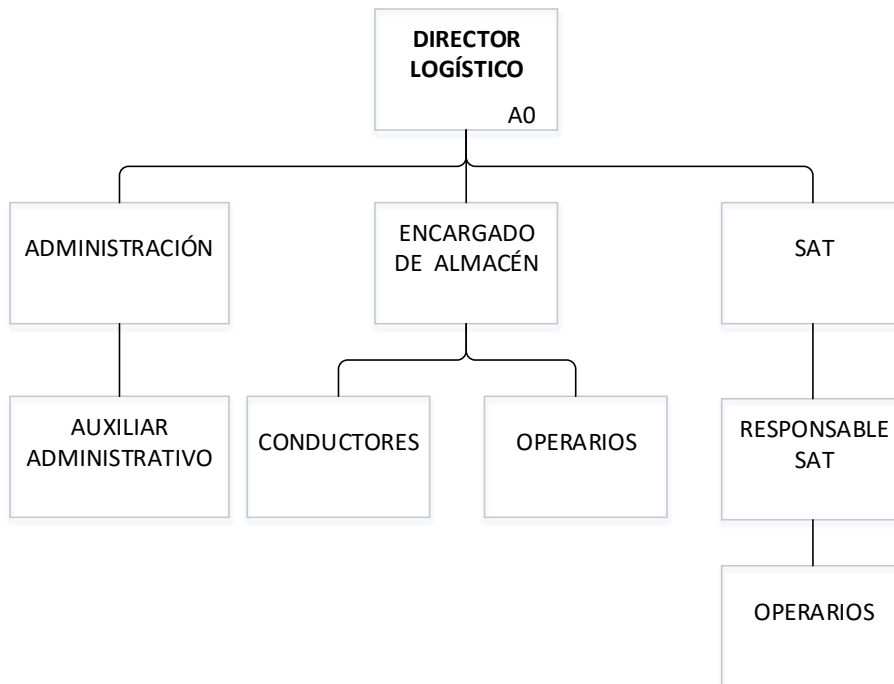 DIRECTOR
LOGÍSTICO
A0
ADMINISTRACIÓN
ENCARGADO
DE ALMACÉN
SAT
AUXILIAR
ADMINISTRATIVO
CONDUCTORES
OPERARIOS
RESPONSABLE
SAT
OPERARIOS